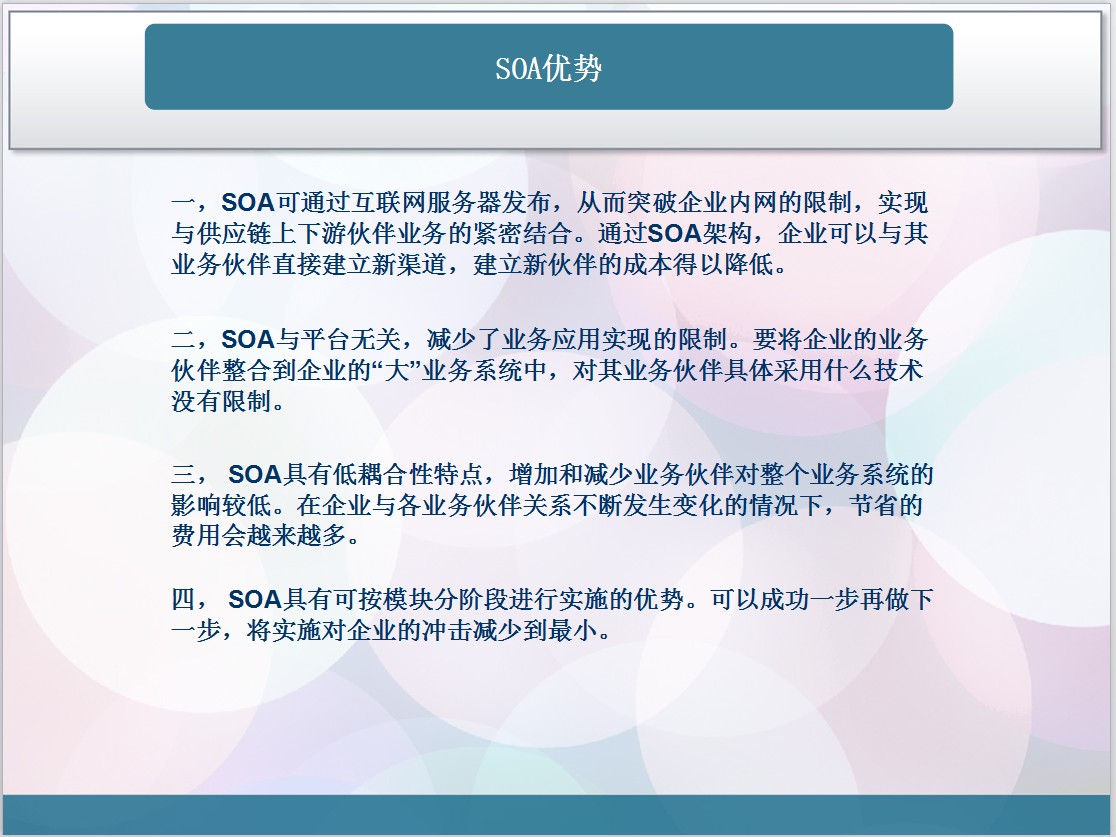 SOA优势
一，SOA可通过互联网服务器发布，从而突破企业内网的限制，实现
与供应链上下游伙伴业务的紧密结合。通过SOA架构，企业可以与其
业务伙伴直接建立新渠道，建立新伙伴的成本得以降低。
二，SOA与平台无关，减少了业务应用实现的限制。要将企业的业务
伙伴整合到企业的“大”业务系统中，对其业务伙伴具体采用什么技术
没有限制。
三， SOA具有低耦合性特点，增加和减少业务伙伴对整个业务系统的
影响较低。在企业与各业务伙伴关系不断发生变化的情况下，节省的
费用会越来越多。
四， SOA具有可按模块分阶段进行实施的优势。可以成功一步再做下
一步，将实施对企业的冲击减少到最小。